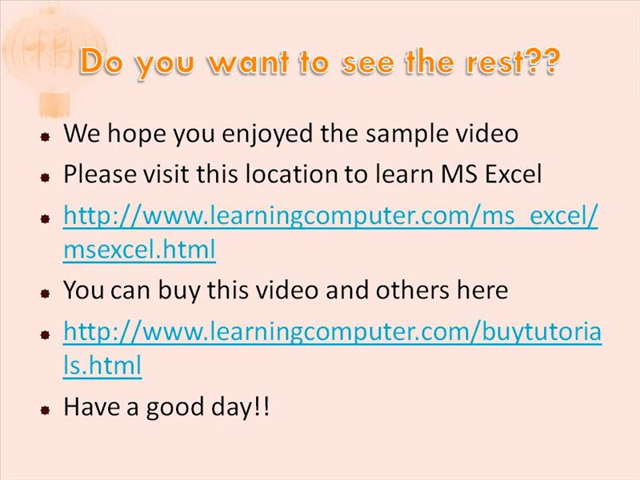 Do you want to see the rest??
We hope you enjoyed the sample video
Please visit this location to learn MS Excel
http://www.learningcomputer.com/ms_excel/
msexcel.html
You can buy this video and others here
http://www.learningcomputer.com/buytutoria
ls.html
Have a good day!!